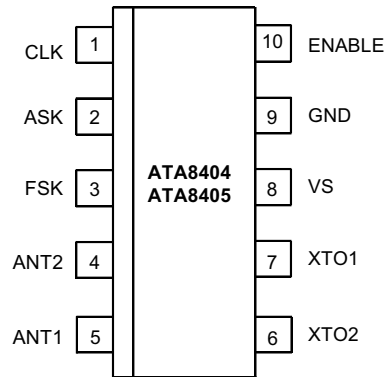 CLK 1 10 ENABLE
ASK 2 9 GND
FSK 3 ATA8404 8 VS
ATA8405
ANT2 4 7 XTO1
ANT1 5 6 XTO2